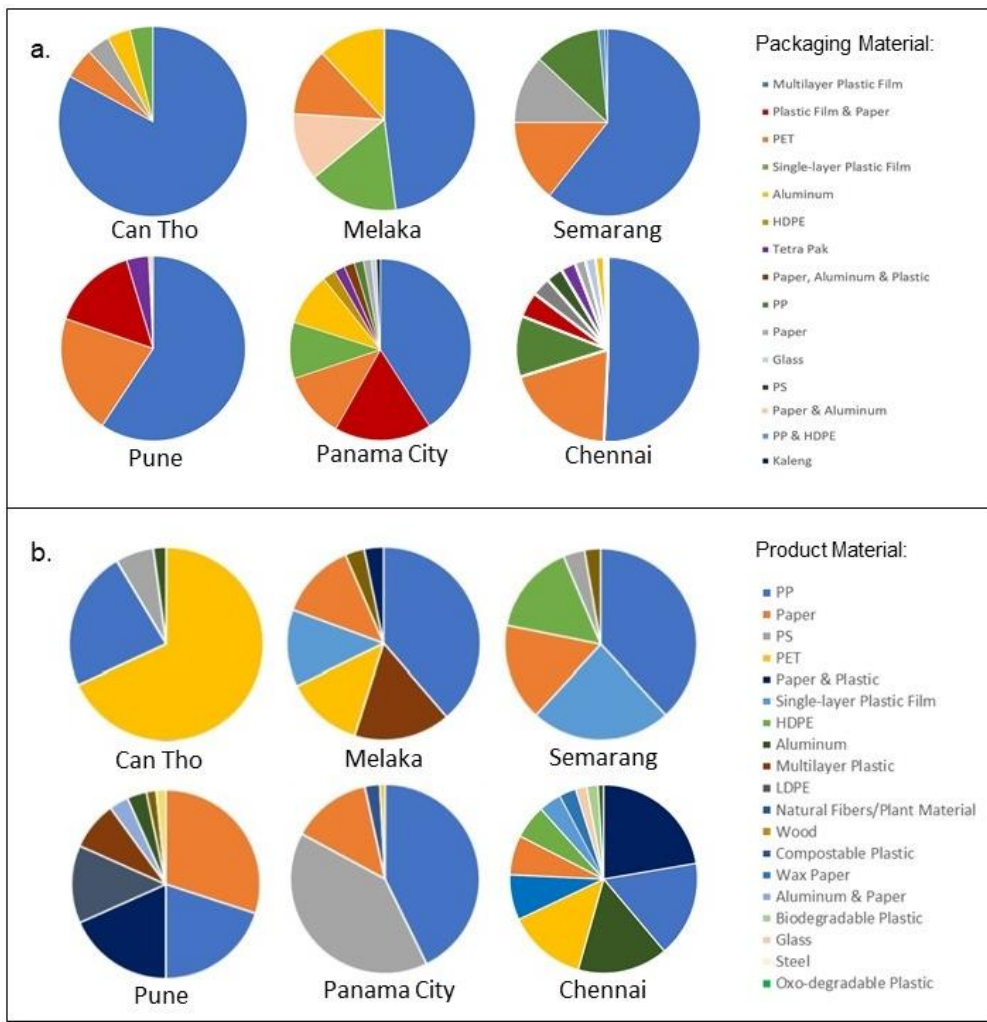 a.
Packaging Material:
Multilayer Plastic Film
Plastic Film & Paper
PET
Single-layer Plastic Film
Aluminum
HDPE
Tetra Pak
Paper, Aluminum & Plastic
PP
Paper
Glass
PS
Paper & Aluminum
PP & HDPE
Kaleng
Can Tho
Melaka
Semarang
Pune
Panama City
Chennai
b.
Product Material:
PP
Paper
PS
PET
Paper & Plastic
Single-layer Plastic Film
HDPE
Aluminum
Multilayer Plastic
LDPE
Natural Fibers/Plant Material
Wood
Compostable Plastic
Wax Paper
Aluminum & Paper
Biodegradable Plastic
Glass
Steel
Oxo-degradable Plastic
Can Tho
Melaka
Semarang
Pune
Panama City
Chennai